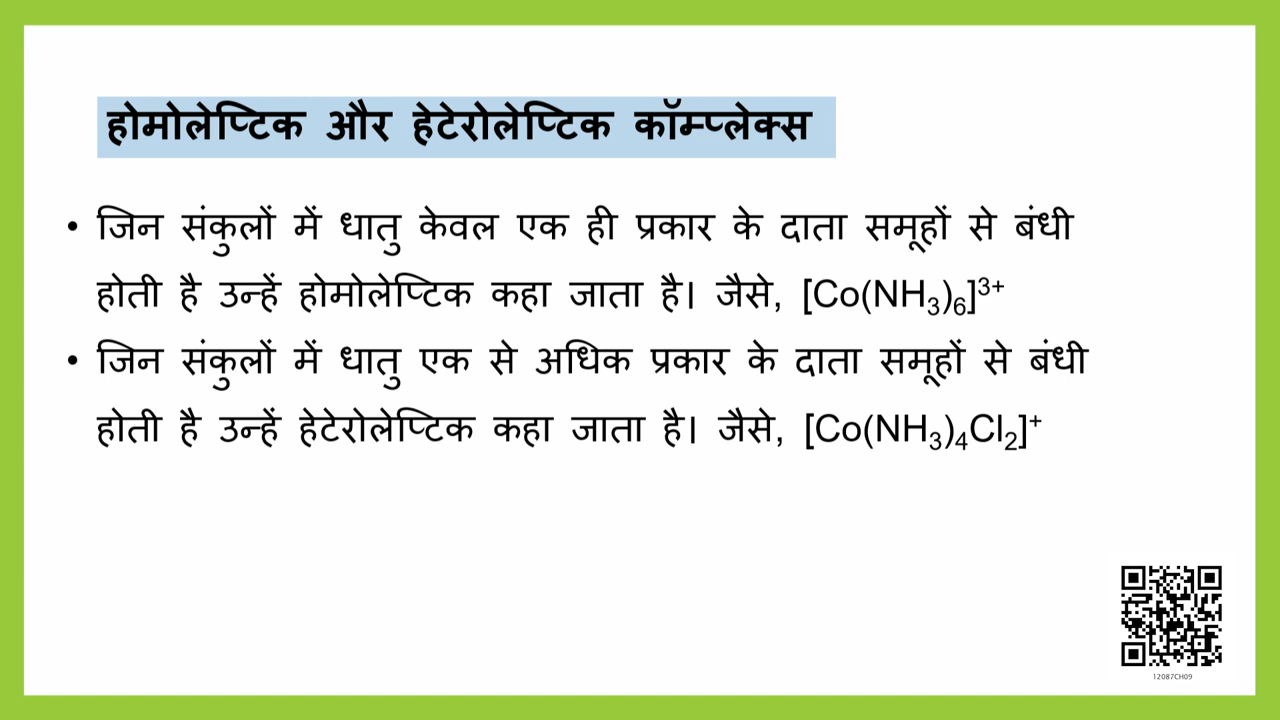 होमोलेप्टिक और हेटेरोलेप्टिक कॉम्प्लेक्स
• जिन संकुलों में धातु केवल एक ही प्रकार के दाता समूहों से बंधी
होती है उन्हें होमोलेप्टिक कहा जाता है। जैसे, [Co(NH₃)₆]³⁺
• जिन संकुलों में धातु एक से अधिक प्रकार के दाता समूहों से बंधी
होती है उन्हें हेटेरोलेप्टिक कहा जाता है। जैसे, [Co(NH₃)₄Cl₂]⁺
12087CH09